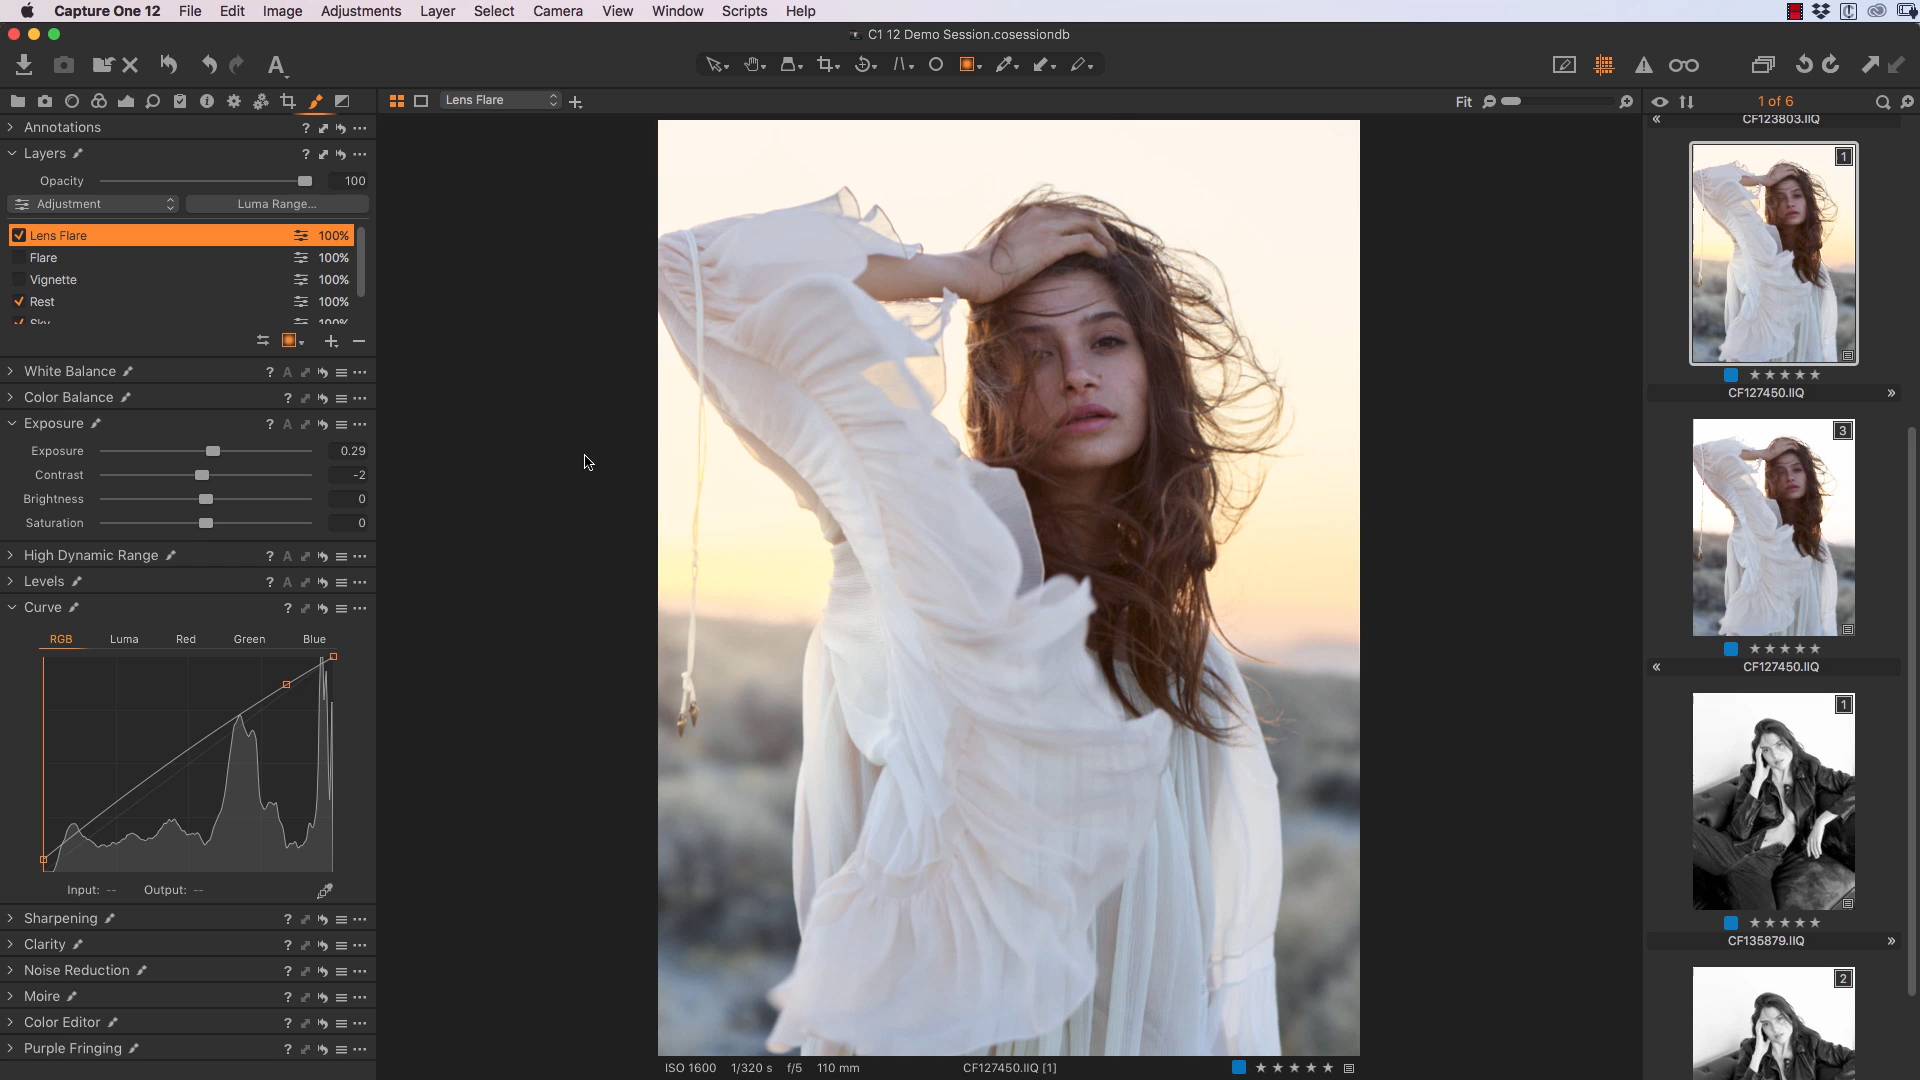 Capture One 12 File Edit Image Adjustments Layer Select Camera View Window Scripts Help
C1 12 Demo Session.cosessiondb
Lens Flare
Fit
1 of 6
Annotations
Layers
Opacity 100
Adjustment Luma Range...
Lens Flare 100%
Flare 100%
Vignette 100%
Rest 100%
Sky 100%
White Balance
Color Balance
Exposure
Exposure 0.29
Contrast -2
Brightness 0
Saturation 0
High Dynamic Range
Levels
Curve
RGB Luma Red Green Blue
Input: -- Output: --
Sharpening
Clarity
Noise Reduction
Moire
Color Editor
Purple Fringing
ISO 1600 1/320 s f/5 110 mm CF127450.IIQ [1]
CF123803.IIQ
1
CF127450.IIQ
3
CF127450.IIQ
1
CF135879.IIQ
2